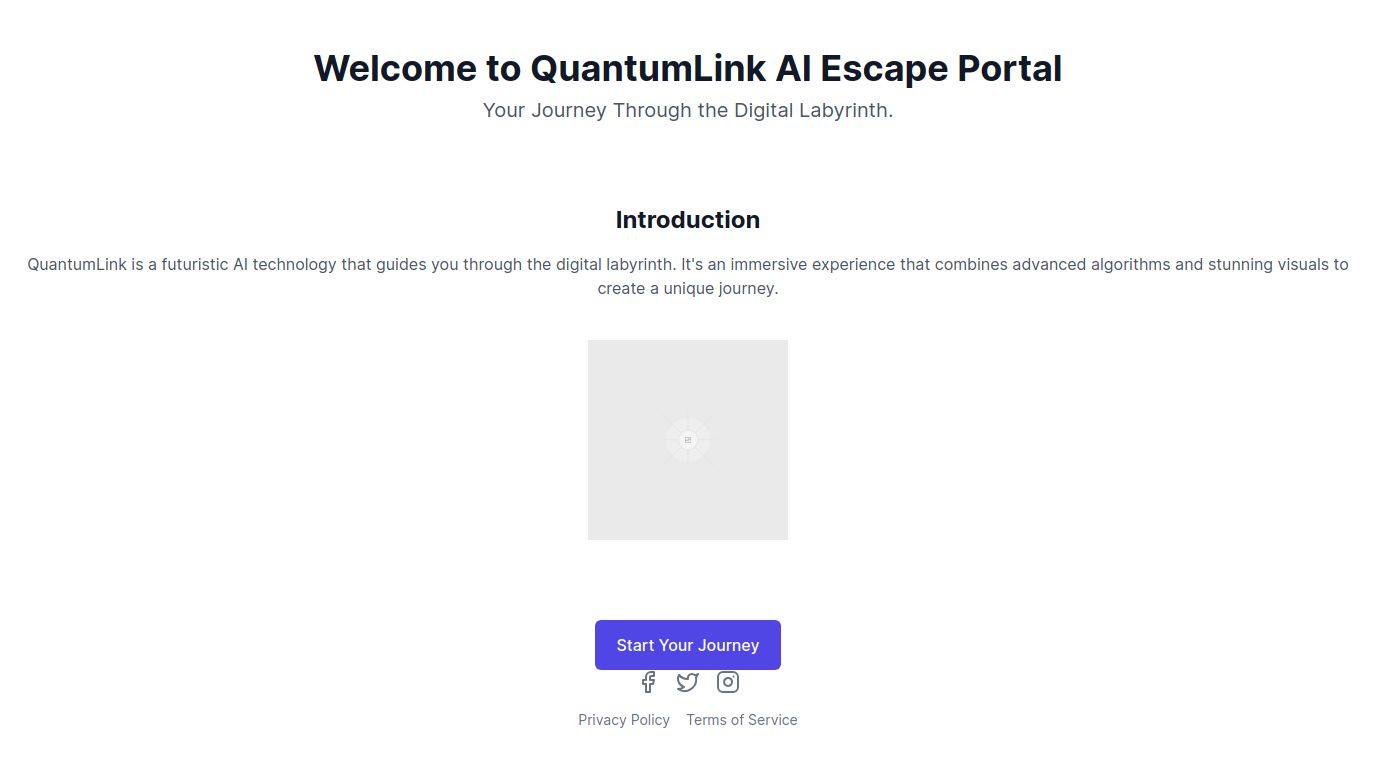 Welcome to QuantumLink AI Escape Portal
Your Journey Through the Digital Labyrinth.
Introduction
QuantumLink is a futuristic AI technology that guides you through the digital labyrinth. It's an immersive experience that combines advanced algorithms and stunning visuals to
create a unique journey.
Start Your Journey
Privacy Policy Terms of Service